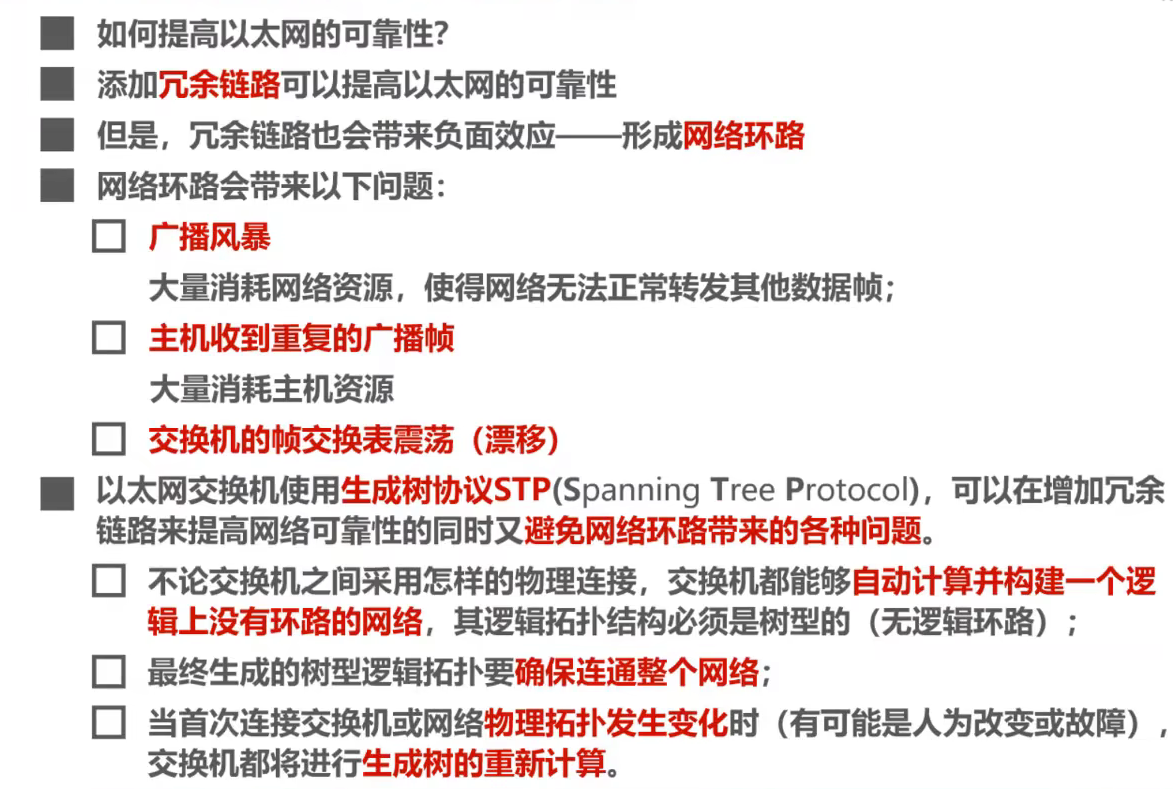 如何提高以太网的可靠性?
添加冗余链路可以提高以太网的可靠性
但是，冗余链路也会带来负面效应——形成网络环路
网络环路会带来以下问题：
广播风暴
大量消耗网络资源，使得网络无法正常转发其他数据帧；
主机收到重复的广播帧
大量消耗主机资源
交换机的帧交换表震荡（漂移）
以太网交换机使用生成树协议STP(Spanning Tree Protocol)，可以在增加冗余
链路来提高网络可靠性的同时又避免网络环路带来的各种问题。
不论交换机之间采用怎样的物理连接，交换机都能够自动计算并构建一个逻
辑上没有环路的网络，其逻辑拓扑结构必须是树型的（无逻辑环路）；
最终生成的树型逻辑拓扑要确保连通整个网络；
当首次连接交换机或网络物理拓扑发生变化时（有可能是人为改变或故障），
交换机都将进行生成树的重新计算。